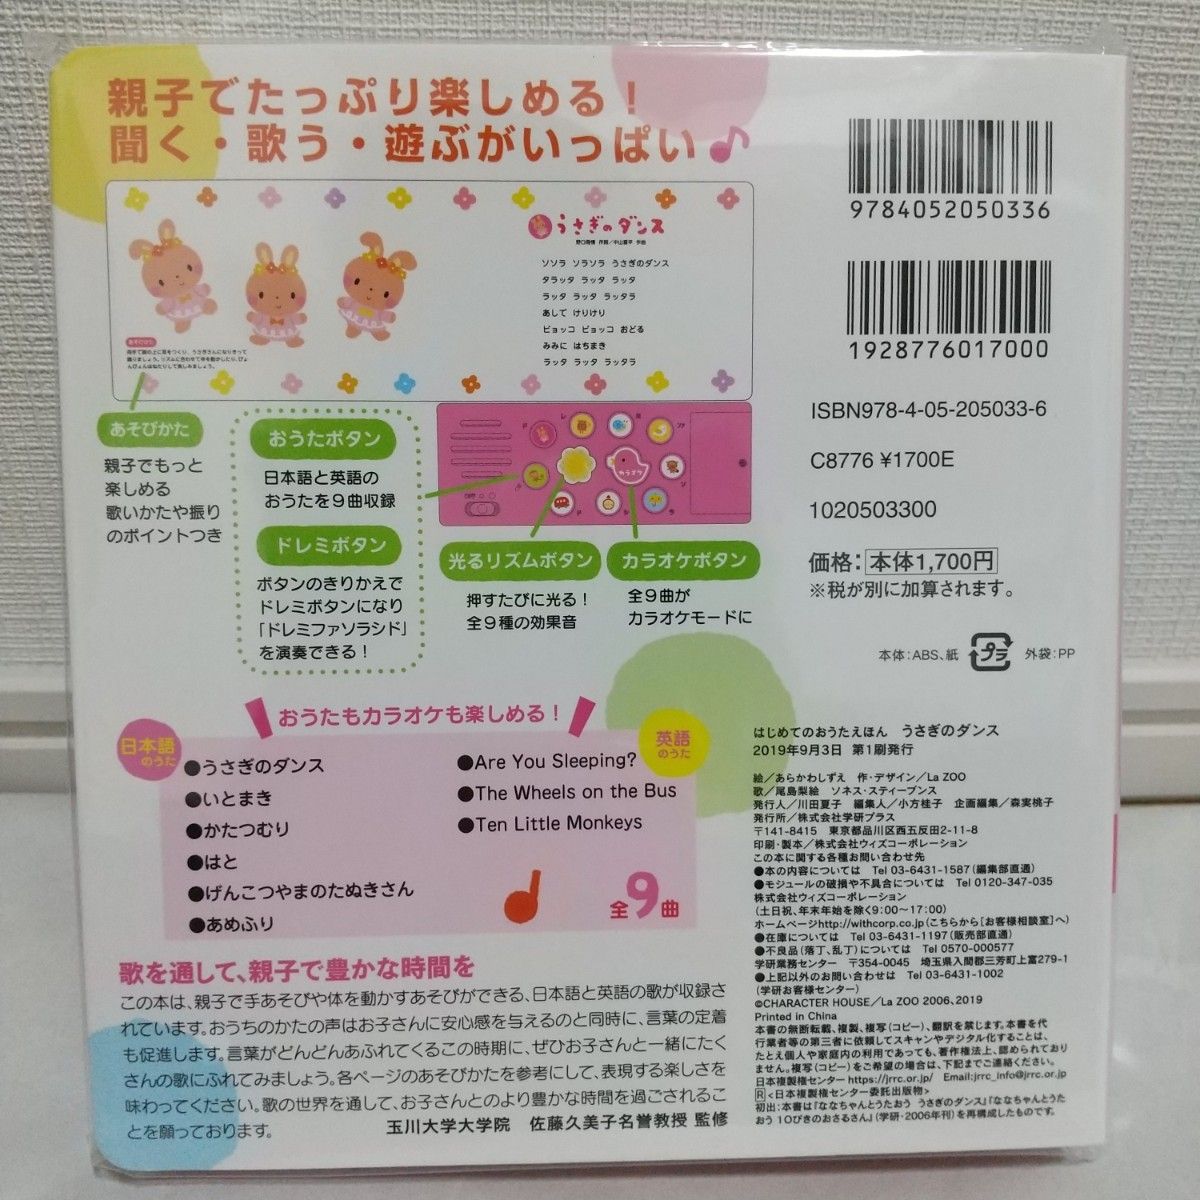 親子でたっぷり楽しめる!
聞く・歌う・遊ぶがいっぱい♪
うさぎのダンス
野口雨情 作詞/中山晋平 作曲
ソソラ ソラソラ うさぎのダンス
タラッタ ラッタ ラッタ
ラッタ ラッタ ラッタラ
あしで けりけり
ピョッコ ピョッコ おどる
みみに はちまき
ラッタ ラッタ ラッタラ
あそびかた
あそびかた
親子でもっと
楽しめる
歌いかたや振り
のポイントつき
おうたボタン
日本語と英語の
おうたを9曲収録
ドレミボタン
ボタンのきりかえで
ドレミボタンになり
「ドレミファソラシド」
を演奏できる!
カラオケ
光るリズムボタン
押すたびに光る!
全9種の効果音
カラオケボタン
全9曲が
カラオケモードに
おうたもカラオケも楽しめる!
日本語
のうた
●うさぎのダンス
●いとまき
●かたつむり
●はと
●げんこつやまのたぬきさん
●あめふり
英語
のうた
●Are You Sleeping?
●The Wheels on the Bus
●Ten Little Monkeys
全9曲
歌を通して、親子で豊かな時間を
この本は、親子で手あそびや体を動かすあそびができる、日本語と英語の歌が収録さ
れています。おうちのかたの声はお子さんに安心感を与えるのと同時に、言葉の定着
も促進します。言葉がどんどんあふれてくるこの時期に、ぜひお子さんと一緒にたく
さんの歌にふれてみましょう。各ページのあそびかたを参考にして、表現する楽しさを
味わってください。歌の世界を通して、お子さんとのより豊かな時間を過ごされるこ
とを願っております。
玉川大学大学院 佐藤久美子名誉教授 監修
9784052050336
1928776017000
ISBN978-4-05-205033-6
C8776 ¥1700E
1020503300
価格: 本体1,700円
※税が別に加算されます。
本体:ABS、紙 プラ 外袋:PP
はじめてのおうたえほん うさぎのダンス
2019年9月3日 第1刷発行
絵/あらかわしずえ 作・デザイン/La ZOO
歌/尾島梨絵 ソネス・スティーブンス
発行人/川田夏子 編集人/小方桂子 企画編集/森実桃子
発行所/株式会社学研プラス
〒141-8415 東京都品川区西五反田2-11-8
印刷・製本/株式会社ウィズコーポレーション
この本に関する各種お問い合わせ先
●本の内容については Tel 03-6431-1587(編集部直通)
●モジュールの破損や不具合については Tel 0120-347-035
株式会社ウィズコーポレーション
(土日祝、年末年始を除く9:00〜17:00)
ホームページhttp://withcorp.co.jp(こちらから[お客様相談室]へ)
●在庫については Tel 03-6431-1197(販売部直通)
●不良品(落丁、乱丁)については Tel 0570-000577
学研業務センター 〒354-0045 埼玉県入間郡三芳町上富279-1
●上記以外のお問い合わせは Tel 03-6431-1002
(学研お客様センター)
©CHARACTER HOUSE/La ZOO 2006,2019
Printed in China
本書の無断転載、複製、複写(コピー)、翻訳を禁じます。本書を代
行業者等の第三者に依頼してスキャンやデジタル化することは、
たとえ個人や家庭内の利用であっても、著作権法上、認められており
ません。複写(コピー)をご希望の場合は、下記までご連絡ください。
日本複製権センター https://jrrc.or.jp/ Email:jrrc_info@jrrc.or.jp
R<日本複製権センター委託出版物>
初出:本書は『ななちゃんとうたおう うさぎのダンス』『ななちゃんとうた
おう 10ぴきのおさるさん』(学研・2006年刊)を再構成したものです。